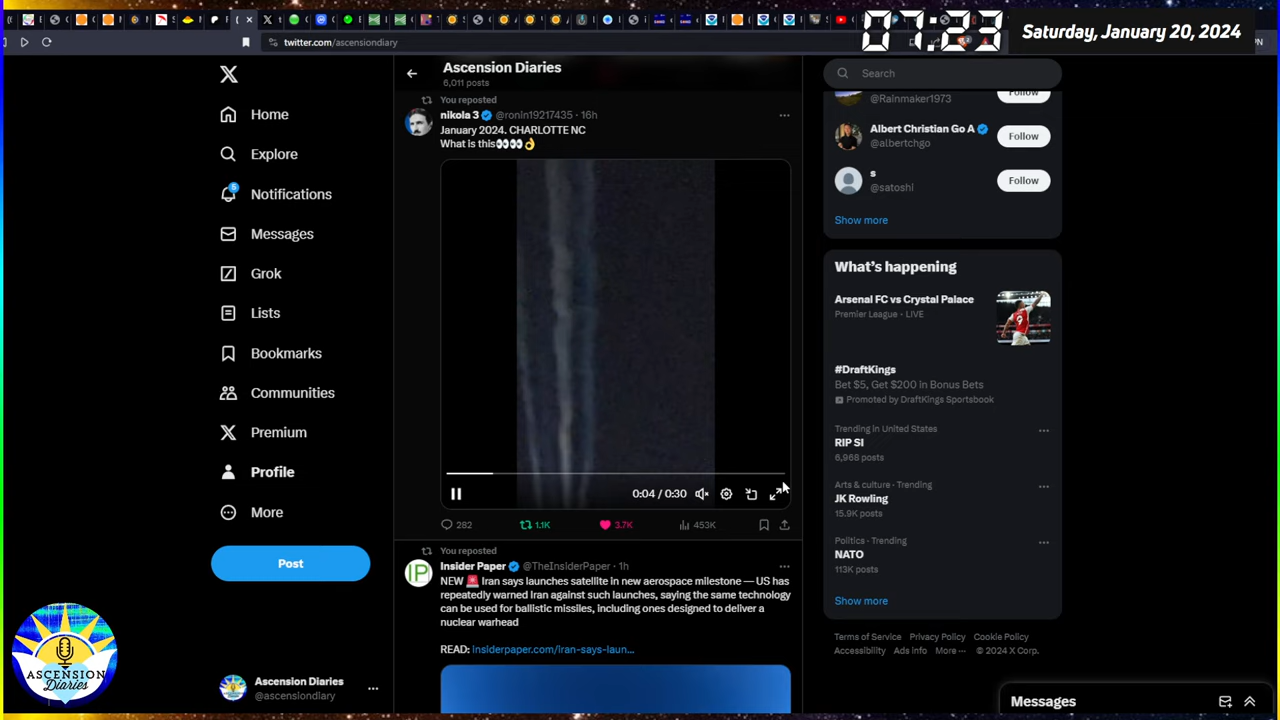 07:23
Saturday, January 20, 2024
twitter.com/ascensiondiary
Home
Explore
5
Notifications
Messages
Grok
Lists
Bookmarks
Communities
Premium
Profile
More
Post
Ascension Diaries
@ascensiondiary
ASCENSION
Diaries
Ascension Diaries
6,011 posts
You reposted
nikola 3 @ronin19217435 · 16h
January 2024. CHARLOTTE NC
What is this👀👀👌
0:04 / 0:30
282 1.1K 3.7K 453K
You reposted
IP
Insider Paper @TheInsiderPaper · 1h
NEW 🚨 Iran says launches satellite in new aerospace milestone — US has
repeatedly warned Iran against such launches, saying the same technology
can be used for ballistic missiles, including ones designed to deliver a
nuclear warhead
READ: insiderpaper.com/iran-says-laun...
Search
@Rainmaker1973
Follow
Albert Christian Go A
@albertchgo
Follow
s
@satoshl
Follow
Show more
What's happening
Arsenal FC vs Crystal Palace
Premier League · LIVE
#DraftKings
Bet $5, Get $200 in Bonus Bets
Promoted by DraftKings Sportsbook
Trending in United States
RIP SI
6,968 posts
Arts & culture · Trending
JK Rowling
15.9K posts
Politics · Trending
NATO
113K posts
Show more
Terms of Service Privacy Policy Cookie Policy
Accessibility Ads info More ··· © 2024 X Corp.
Messages